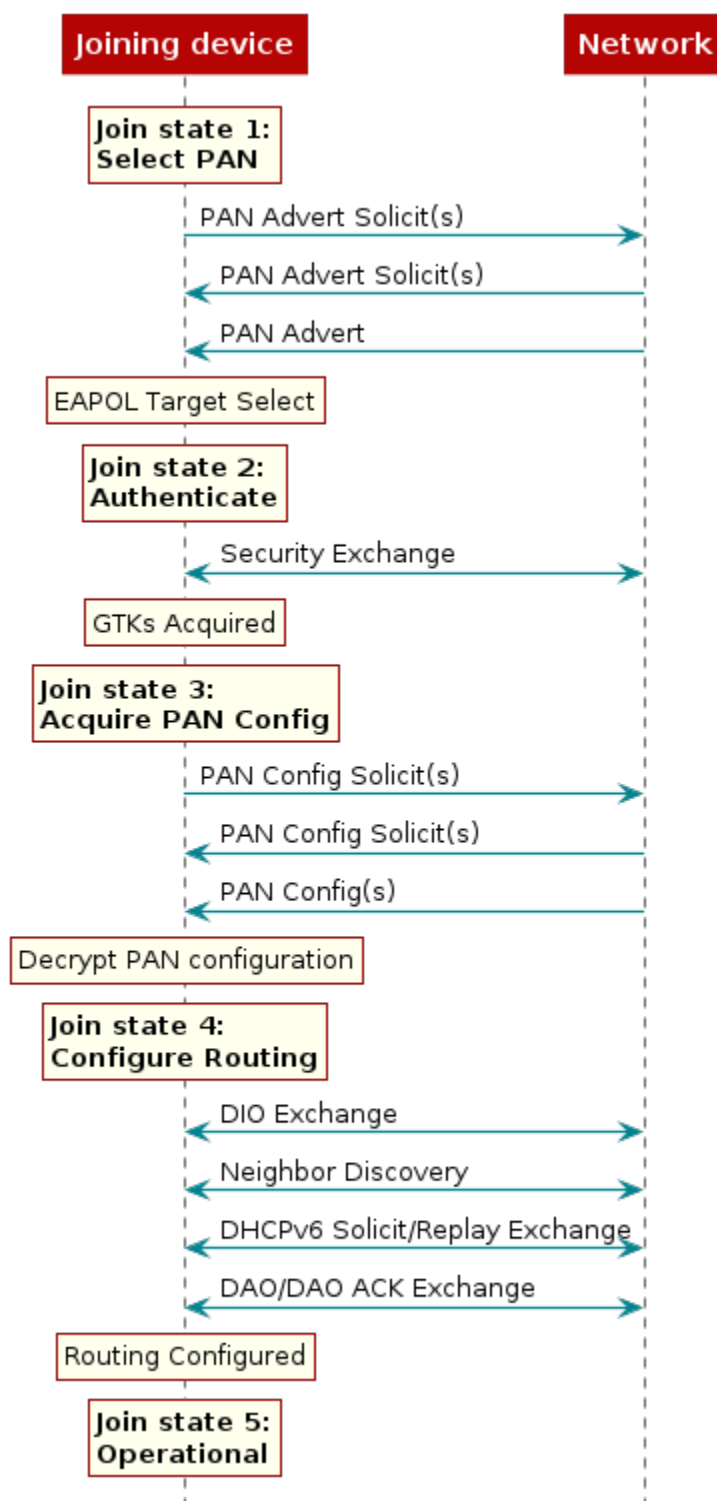 Joining device
Network
Join state 1:
Select PAN
PAN Advert Solicit(s)
PAN Advert Solicit(s)
PAN Advert
EAPOL Target Select
Join state 2:
Authenticate
Security Exchange
GTKs Acquired
Join state 3:
Acquire PAN Config
PAN Config Solicit(s)
PAN Config Solicit(s)
PAN Config(s)
Decrypt PAN configuration
Join state 4:
Configure Routing
DIO Exchange
Neighbor Discovery
DHCPv6 Solicit/Replay Exchange
DAO/DAO ACK Exchange
Routing Configured
Join state 5:
Operational